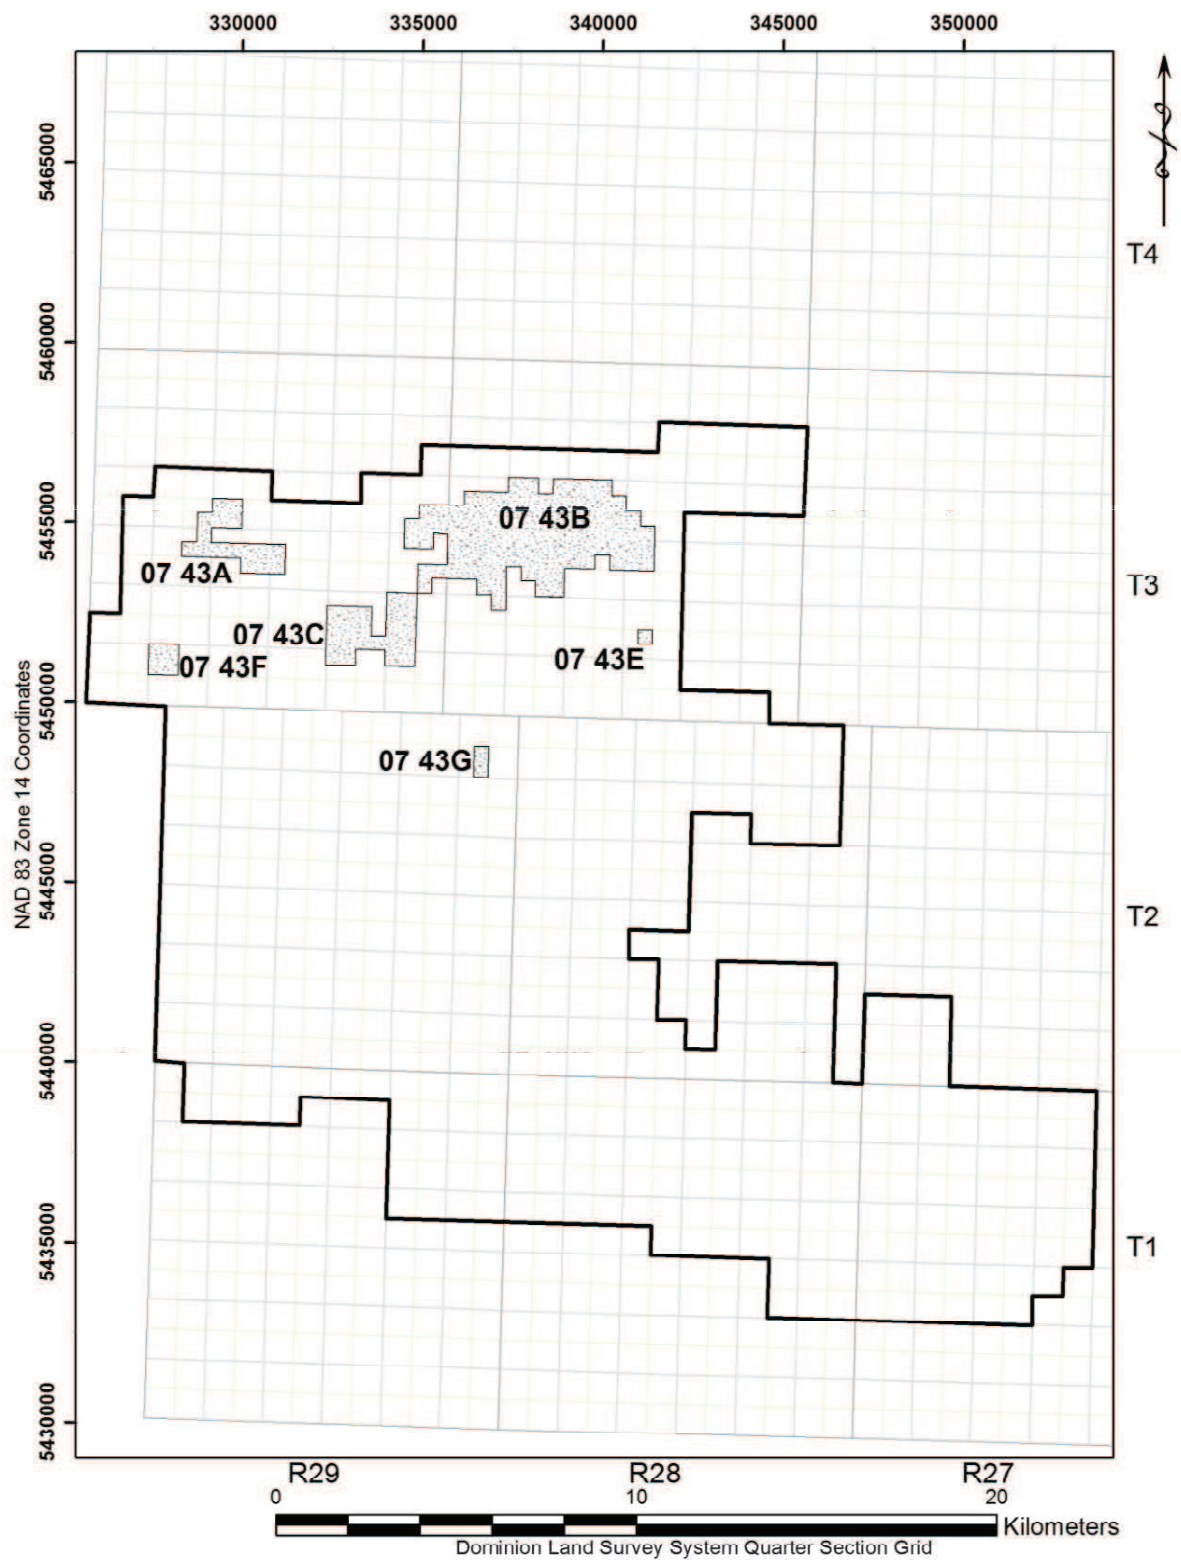 330000 335000 340000 345000 350000
5465000
T4
5460000
5455000
07 43B
07 43A
T3
07 43C
07 43E
07 43F
5450000
07 43G
NAD 83 Zone 14 Coordinates
5445000
T2
5440000
5435000
T1
5430000
R29 R28 R27
0 10 20
Kilometers
Dominion Land Survey System Quarter Section Grid